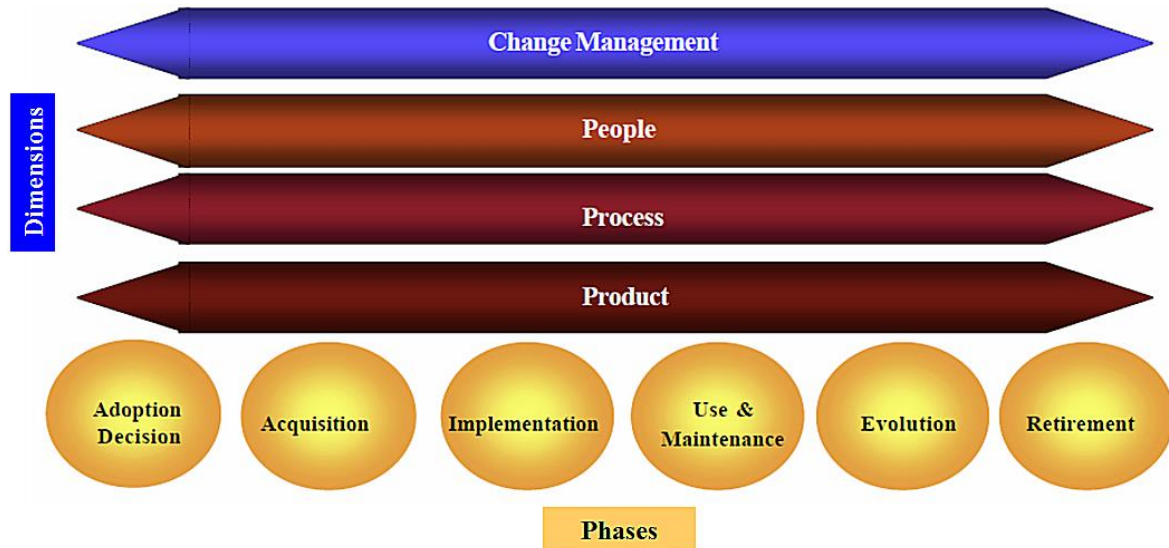 Change Management
Dimensions
People
Process
Product
Adoption
Decision
Acquisition
Implementation
Use &
Maintenance
Evolution
Retirement
Phases